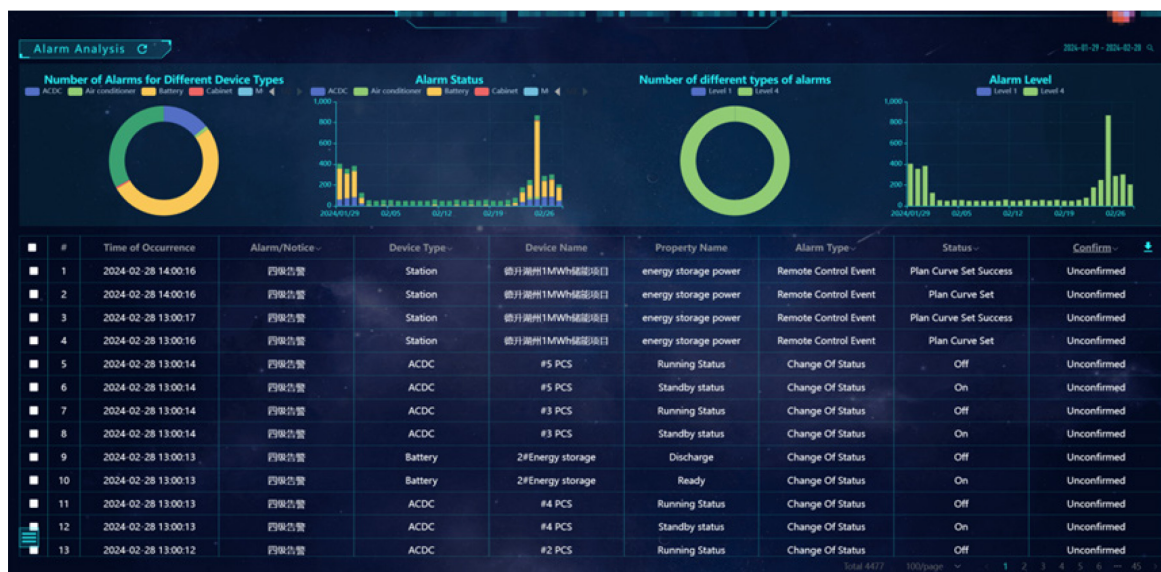 Alarm Analysis
2024-01-29 - 2024-02-28
Number of Alarms for Different Device Types
ACDC Air conditioner Battery Cabinet M
Alarm Status
ACDC Air conditioner Battery Cabinet M
Number of different types of alarms
Level 1 Level 4
Alarm Level
Level 1 Level 4
1,000
800
600
400
200
0
2024/01/29 02/05 02/12 02/19 02/26
1,000
800
600
400
200
0
2024/01/29 02/05 02/12 02/19 02/26
# Time of Occurrence Alarm/Notice Device Type Device Name Property Name Alarm Type Status Confirm
1 2024-02-28 14:00:16 四级告警 Station 德升湖州1MWh储能项目 energy storage power Remote Control Event Plan Curve Set Success Unconfirmed
2 2024-02-28 14:00:16 四级告警 Station 德升湖州1MWh储能项目 energy storage power Remote Control Event Plan Curve Set Unconfirmed
3 2024-02-28 13:00:17 四级告警 Station 德升湖州1MWh储能项目 energy storage power Remote Control Event Plan Curve Set Success Unconfirmed
4 2024-02-28 13:00:16 四级告警 Station 德升湖州1MWh储能项目 energy storage power Remote Control Event Plan Curve Set Unconfirmed
5 2024-02-28 13:00:14 四级告警 ACDC #5 PCS Running Status Change Of Status Off Unconfirmed
6 2024-02-28 13:00:14 四级告警 ACDC #5 PCS Standby status Change Of Status On Unconfirmed
7 2024-02-28 13:00:14 四级告警 ACDC #3 PCS Running Status Change Of Status Off Unconfirmed
8 2024-02-28 13:00:14 四级告警 ACDC #3 PCS Standby status Change Of Status On Unconfirmed
9 2024-02-28 13:00:13 四级告警 Battery 2#Energy storage Discharge Change Of Status Off Unconfirmed
10 2024-02-28 13:00:13 四级告警 Battery 2#Energy storage Ready Change Of Status On Unconfirmed
11 2024-02-28 13:00:13 四级告警 ACDC #4 PCS Running Status Change Of Status Off Unconfirmed
12 2024-02-28 13:00:13 四级告警 ACDC #4 PCS Standby status Change Of Status On Unconfirmed
13 2024-02-28 13:00:12 四级告警 ACDC #2 PCS Running Status Change Of Status Off Unconfirmed
Total 4477 100/page 1 2 3 4 5 6 ··· 45